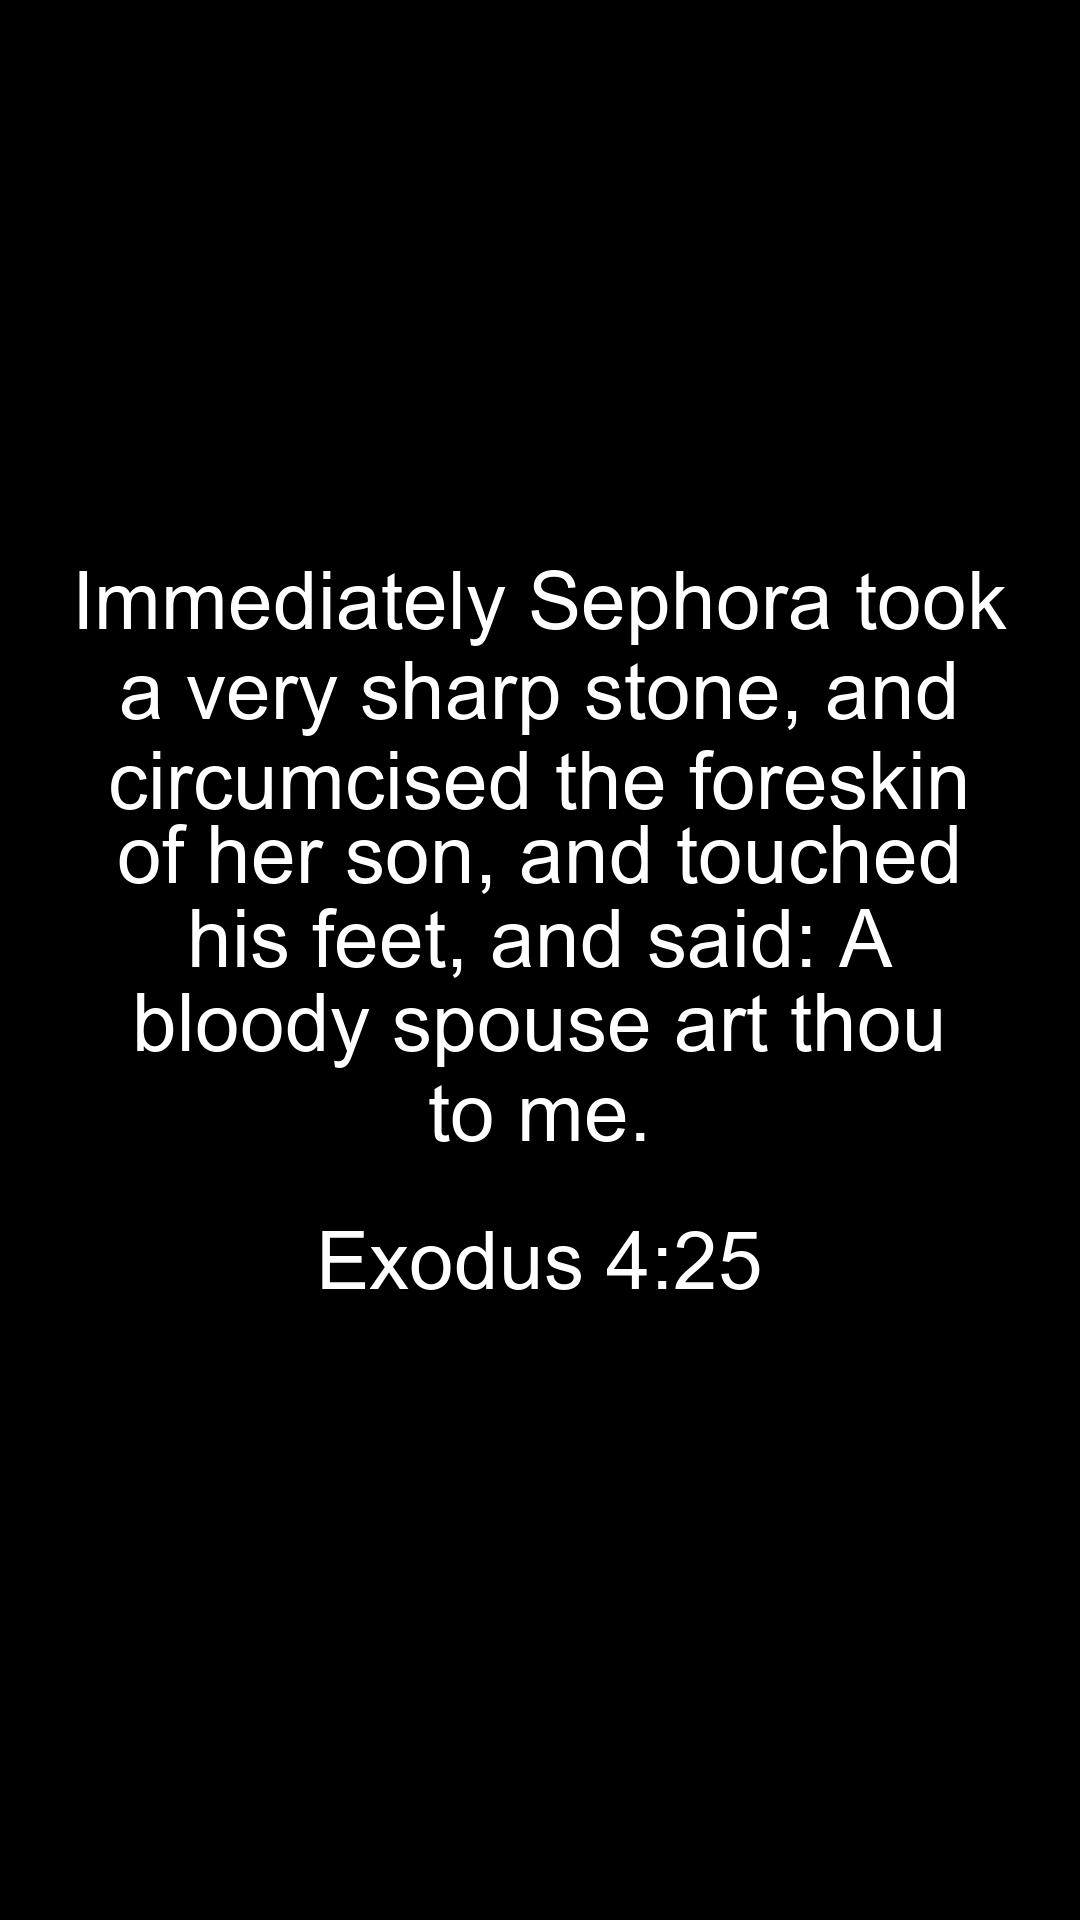 Immediately Sephora took
a very sharp stone, and
circumcised the foreskin
of her son, and touched
his feet, and said: A
bloody spouse art thou
to me.
Exodus 4:25